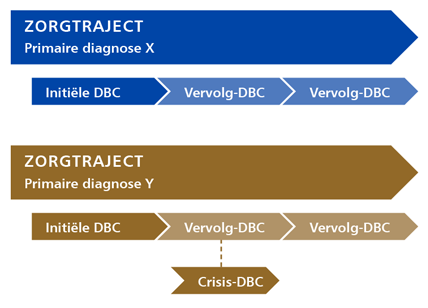 ZORGTRAJECT
Primaire diagnose X
Initiële DBC Vervolg-DBC Vervolg-DBC
ZORGTRAJECT
Primaire diagnose Y
Initiële DBC Vervolg-DBC Vervolg-DBC
Crisis-DBC